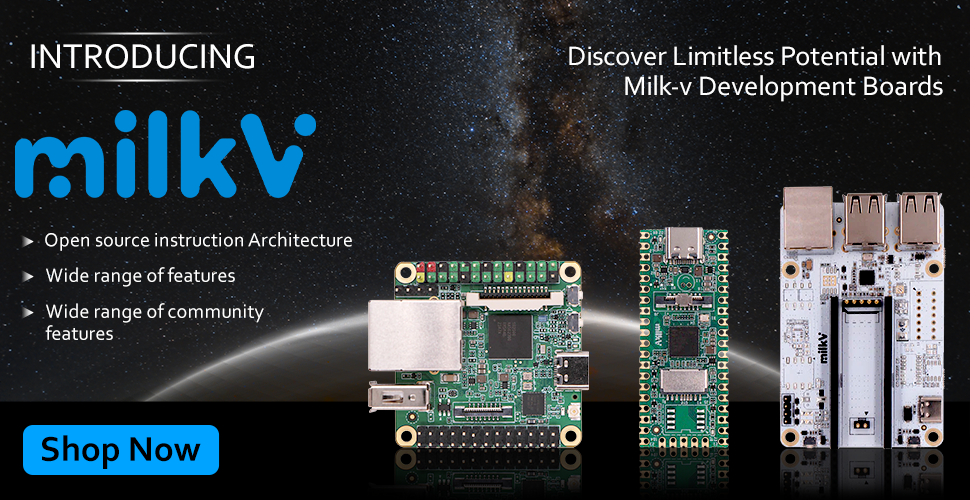 INTRODUCING
milkv
Open source instruction Architecture
Wide range of features
Wide range of community
features
Shop Now
Discover Limitless Potential with
Milk-v Development Boards
milkv
milkv